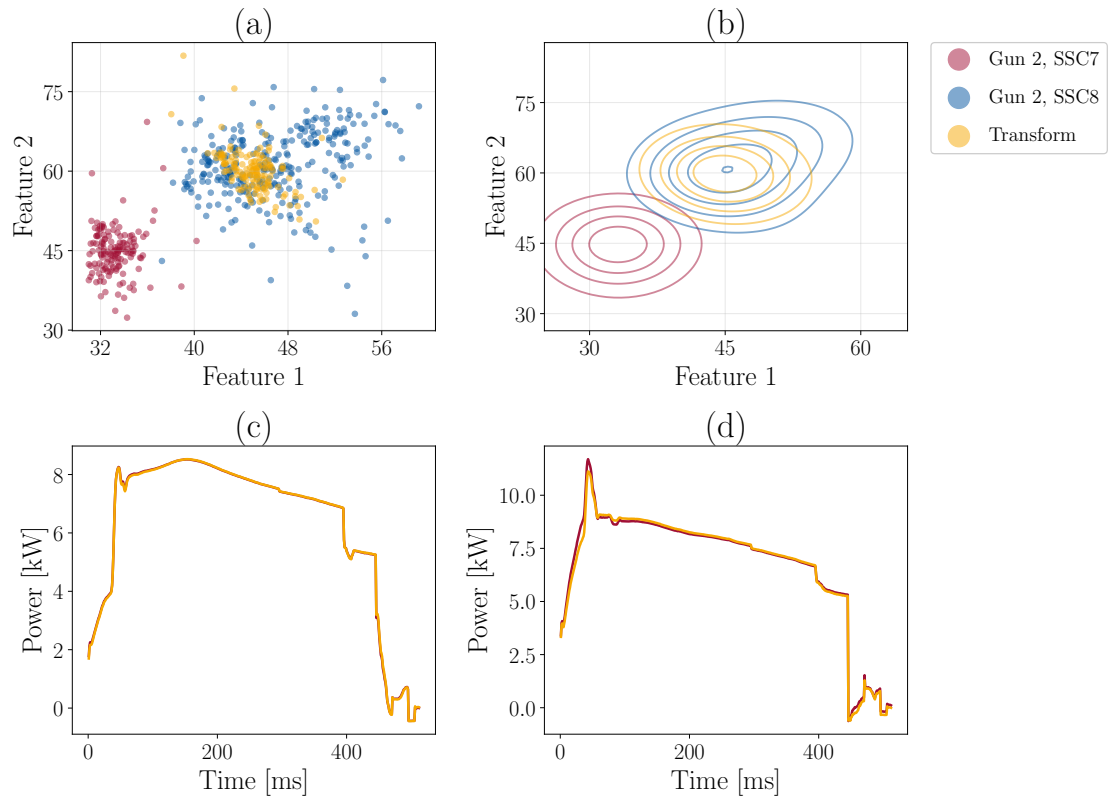 (a)
Feature 2
75
60
45
30
32
40
48
56
Feature 1
(b)
Feature 2
75
60
45
30
30
45
60
Feature 1
Gun 2, SSC7
Gun 2, SSC8
Transform
(c)
Power [kW]
8
6
4
2
0
0
200
400
Time [ms]
(d)
Power [kW]
10.0
7.5
5.0
2.5
0.0
0
200
400
Time [ms]